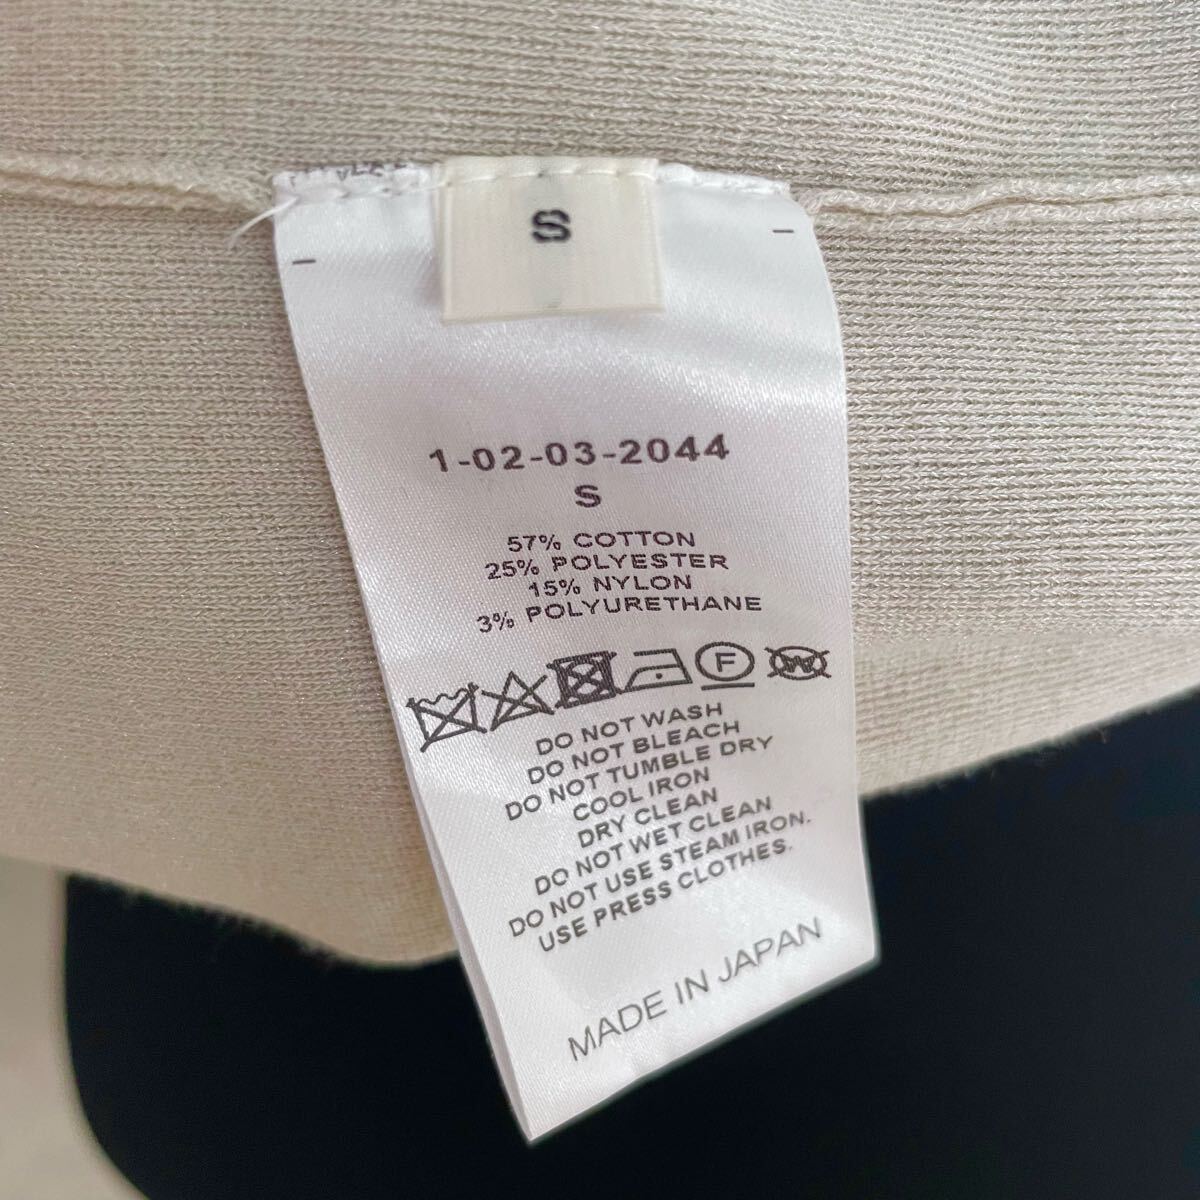 S
1-02-03-2044
S
57% COTTON
25% POLYESTER
15% NYLON
3% POLYURETHANE
F W
DO NOT WASH
DO NOT BLEACH
DO NOT TUMBLE DRY
COOL IRON
DRY CLEAN
DO NOT WET CLEAN
DO NOT USE STEAM IRON.
USE PRESS CLOTHES.
MADE IN JAPAN